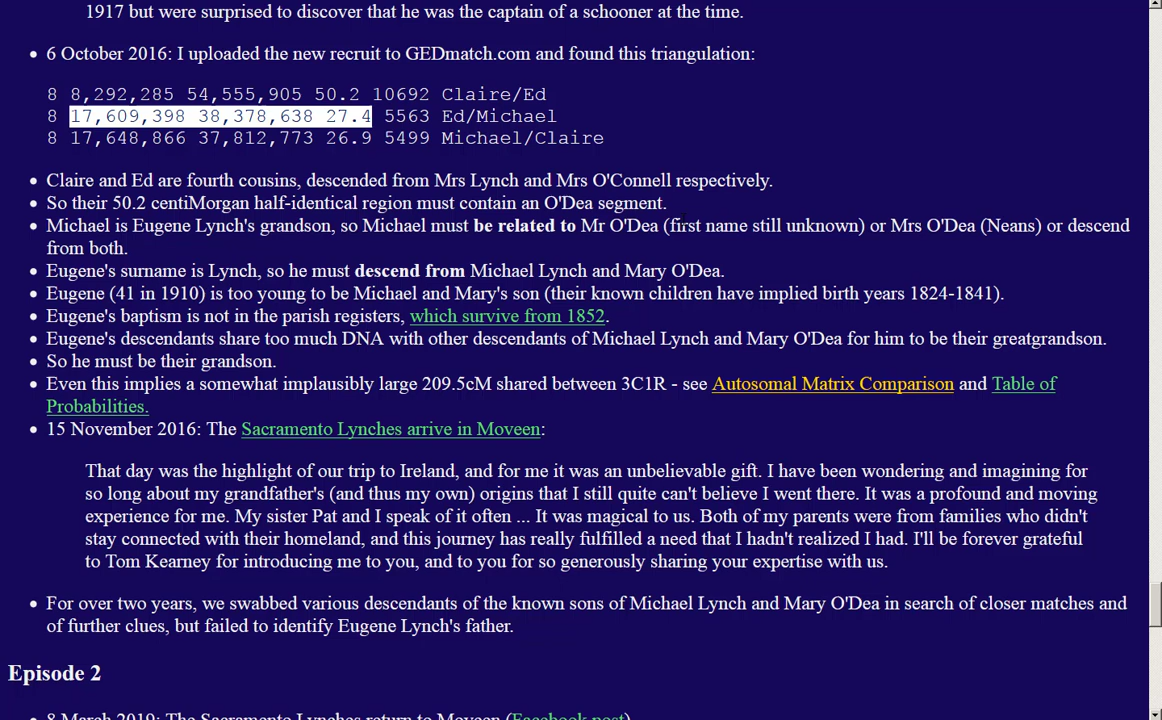 1917 but were surprised to discover that he was the captain of a schooner at the time.
6 October 2016: I uploaded the new recruit to GEDmatch.com and found this triangulation:
8 8,292,285 54,555,905 50.2 10692 Claire/Ed
8 17,609,398 38,378,638 27.4 5563 Ed/Michael
8 17,648,866 37,812,773 26.9 5499 Michael/Claire
Claire and Ed are fourth cousins, descended from Mrs Lynch and Mrs O'Connell respectively.
So their 50.2 centiMorgan half-identical region must contain an O'Dea segment.
Michael is Eugene Lynch's grandson, so Michael must be related to Mr O'Dea (first name still unknown) or Mrs O'Dea (Neans) or descend
from both.
Eugene's surname is Lynch, so he must descend from Michael Lynch and Mary O'Dea.
Eugene (41 in 1910) is too young to be Michael and Mary's son (their known children have implied birth years 1824-1841).
Eugene's baptism is not in the parish registers, which survive from 1852.
Eugene's descendants share too much DNA with other descendants of Michael Lynch and Mary O'Dea for him to be their greatgrandson.
So he must be their grandson.
Even this implies a somewhat implausibly large 209.5cM shared between 3C1R - see Autosomal Matrix Comparison and Table of
Probabilities.
15 November 2016: The Sacramento Lynches arrive in Moveen:
That day was the highlight of our trip to Ireland, and for me it was an unbelievable gift. I have been wondering and imagining for
so long about my grandfather's (and thus my own) origins that I still quite can't believe I went there. It was a profound and moving
experience for me. My sister Pat and I speak of it often ... It was magical to us. Both of my parents were from families who didn't
stay connected with their homeland, and this journey has really fulfilled a need that I hadn't realized I had. I'll be forever grateful
to Tom Kearney for introducing me to you, and to you for so generously sharing your expertise with us.
For over two years, we swabbed various descendants of the known sons of Michael Lynch and Mary O'Dea in search of closer matches and
of further clues, but failed to identify Eugene Lynch's father.
Episode 2
8 March 2019: The Sacramento Lynches return to Moveen (Facebook post)